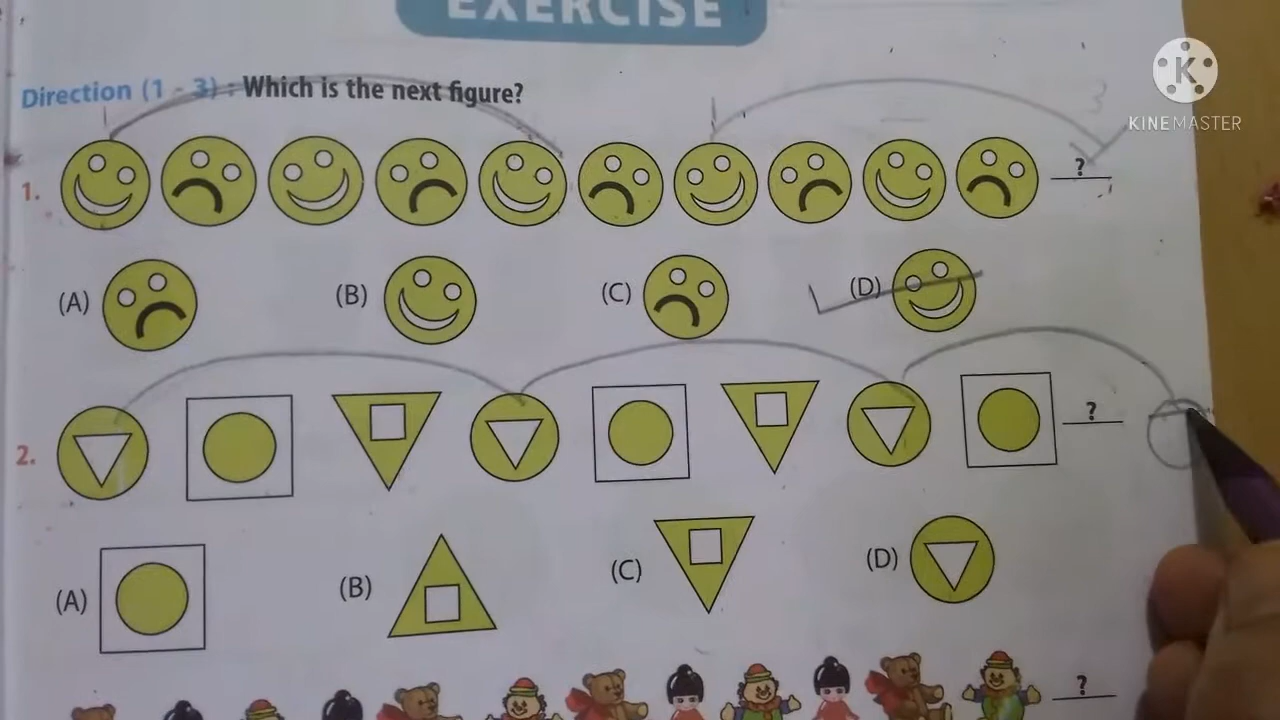 EXERCISE
K
KINEMASTER
Direction (1 - 3) : Which is the next figure?
1.
?
(A)
(B)
(C)
(D)
2.
?
(A)
(B)
(C)
(D)
?